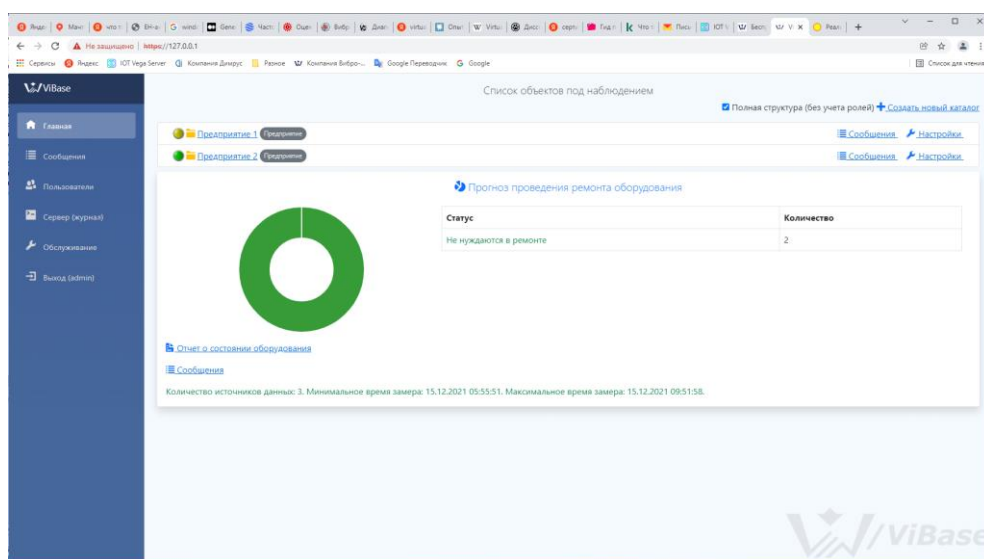 Не защищено | https://127.0.0.1
Сервисы Яндекс IOT Vega Server Компания Димрус Разное Компания Вибро-... Google Переводчик Google Список для чтения
ViBase
Список объектов под наблюдением
Полная структура (без учета ролей) Создать новый каталог
Главная
Сообщения
Пользователи
Сервер (журнал)
Обслуживание
Выход (admin)
Предприятие 1 Предприятие Сообщения Настройки
Предприятие 2 Предприятие Сообщения Настройки
Прогноз проведения ремонта оборудования
Статус Количество
Не нуждаются в ремонте 2
Отчет о состоянии оборудования
Сообщения
Количество источников данных: 3. Минимальное время замера: 15.12.2021 05:55:51. Максимальное время замера: 15.12.2021 09:51:58.
ViBase